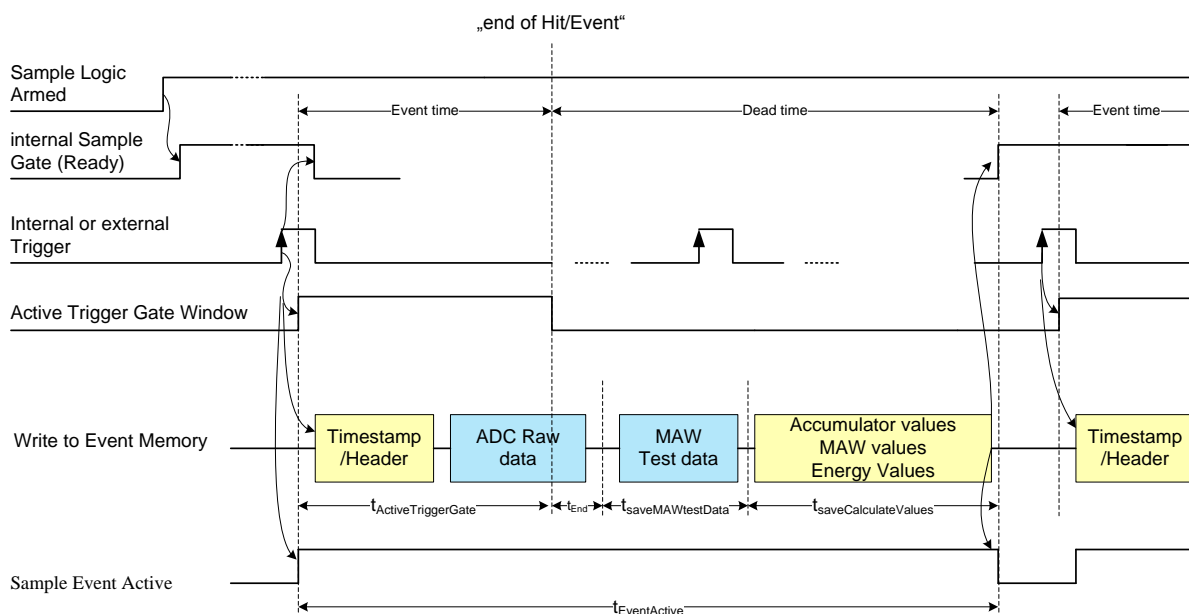 „end of Hit/Event“
Sample Logic
Armed
Event time
Dead time
Event time
internal Sample
Gate (Ready)
Internal or external
Trigger
Active Trigger Gate Window
Write to Event Memory
Timestamp
/Header
ADC Raw
data
MAW
Test data
Accumulator values
MAW values
Energy Values
Timestamp
/Header
tActiveTriggerGate
tEnd
tsaveMAWtestData
tsaveCalculateValues
Sample Event Active
tEventActive